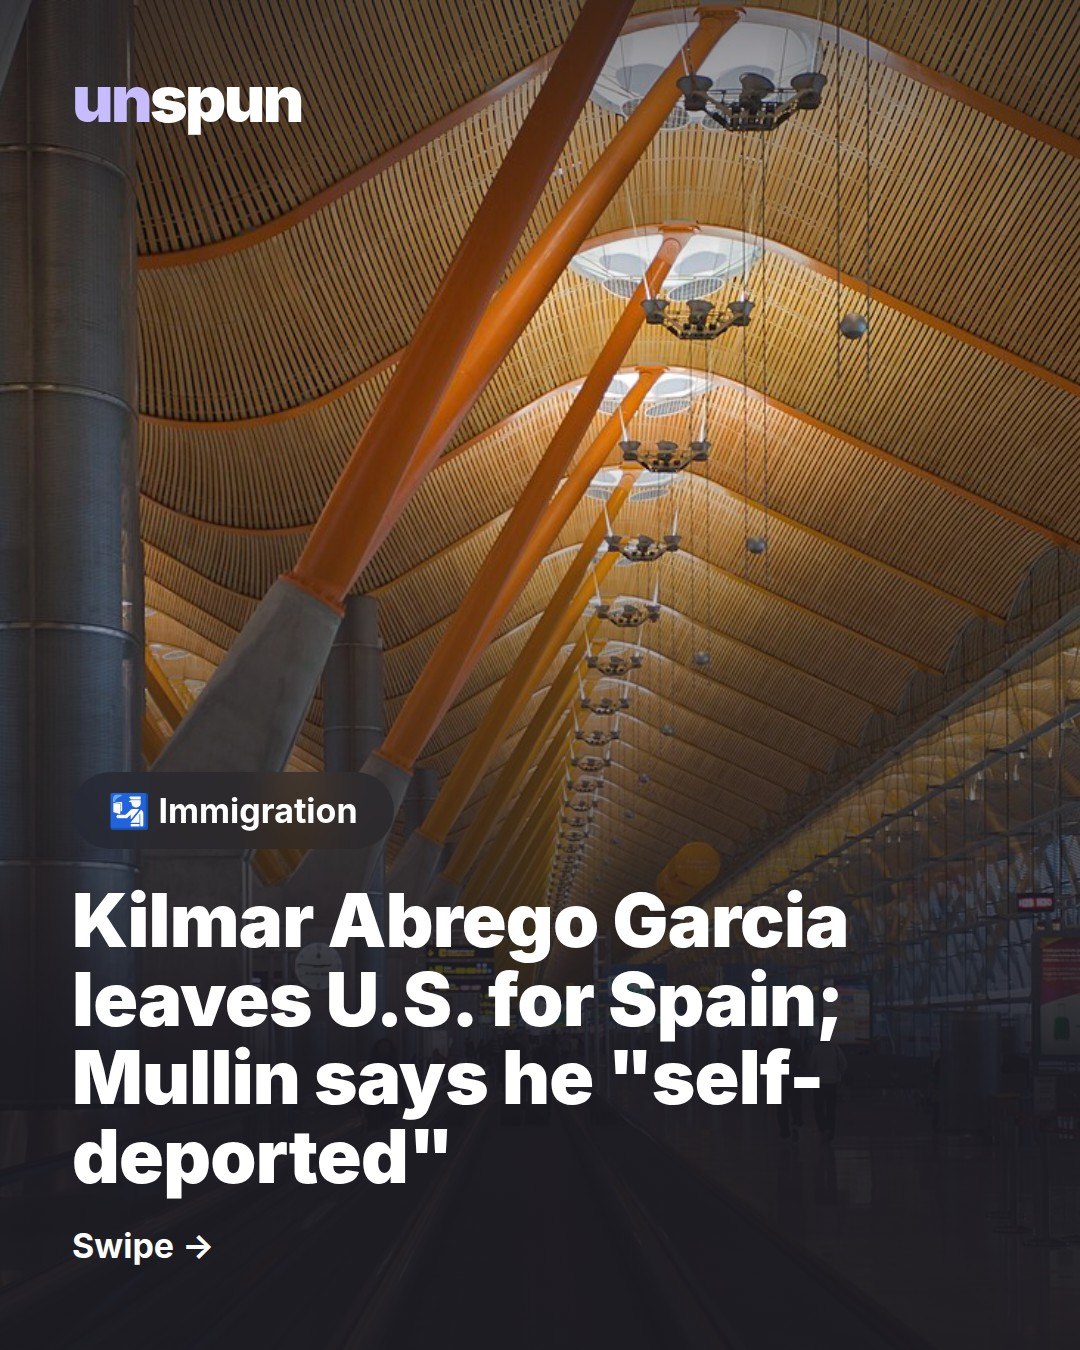 unspun
🛂 Immigration
Kilmar Abrego Garcia
leaves U.S. for Spain;
Mullin says he "self-
deported"
Swipe →